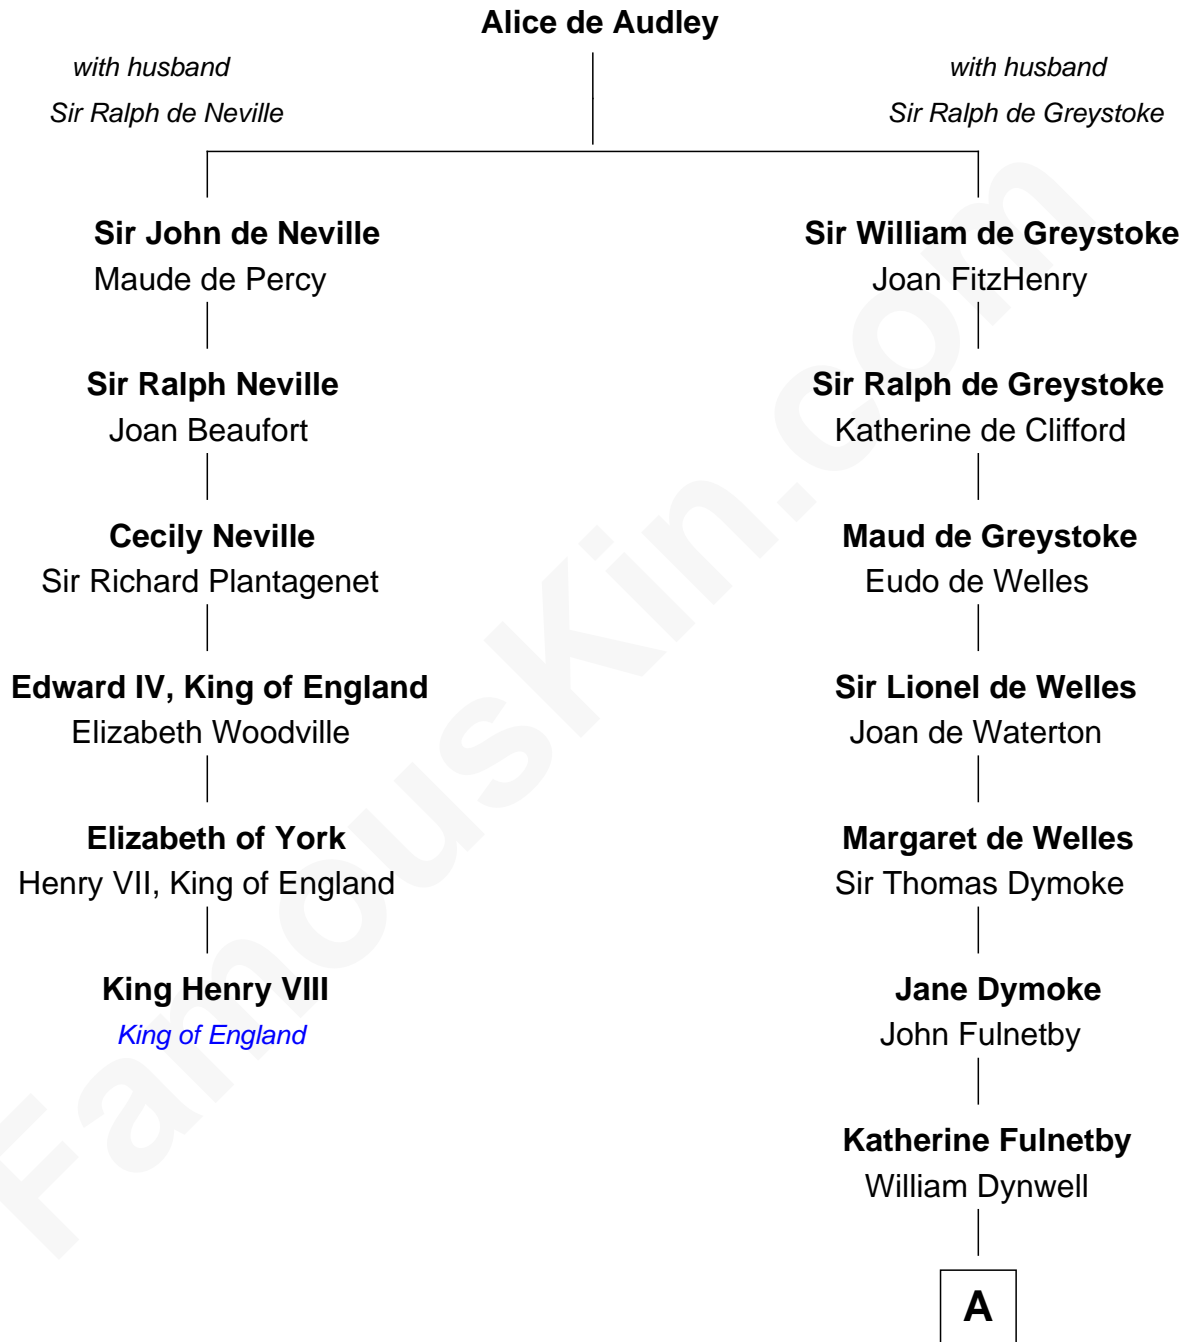 Alice de Audley
with husband
Sir Ralph de Neville
with husband
Sir Ralph de Greystoke
Sir John de Neville
Maude de Percy
Sir Ralph Neville
Joan Beaufort
Cecily Neville
Sir Richard Plantagenet
Edward IV, King of England
Elizabeth Woodville
Elizabeth of York
Henry VII, King of England
King Henry VIII
King of England
Sir William de Greystoke
Joan FitzHenry
Sir Ralph de Greystoke
Katherine de Clifford
Maud de Greystoke
Eudo de Welles
Sir Lionel de Welles
Joan de Waterton
Margaret de Welles
Sir Thomas Dymoke
Jane Dymoke
John Fulnetby
Katherine Fulnetby
William Dynwell
A
FamousKin.com